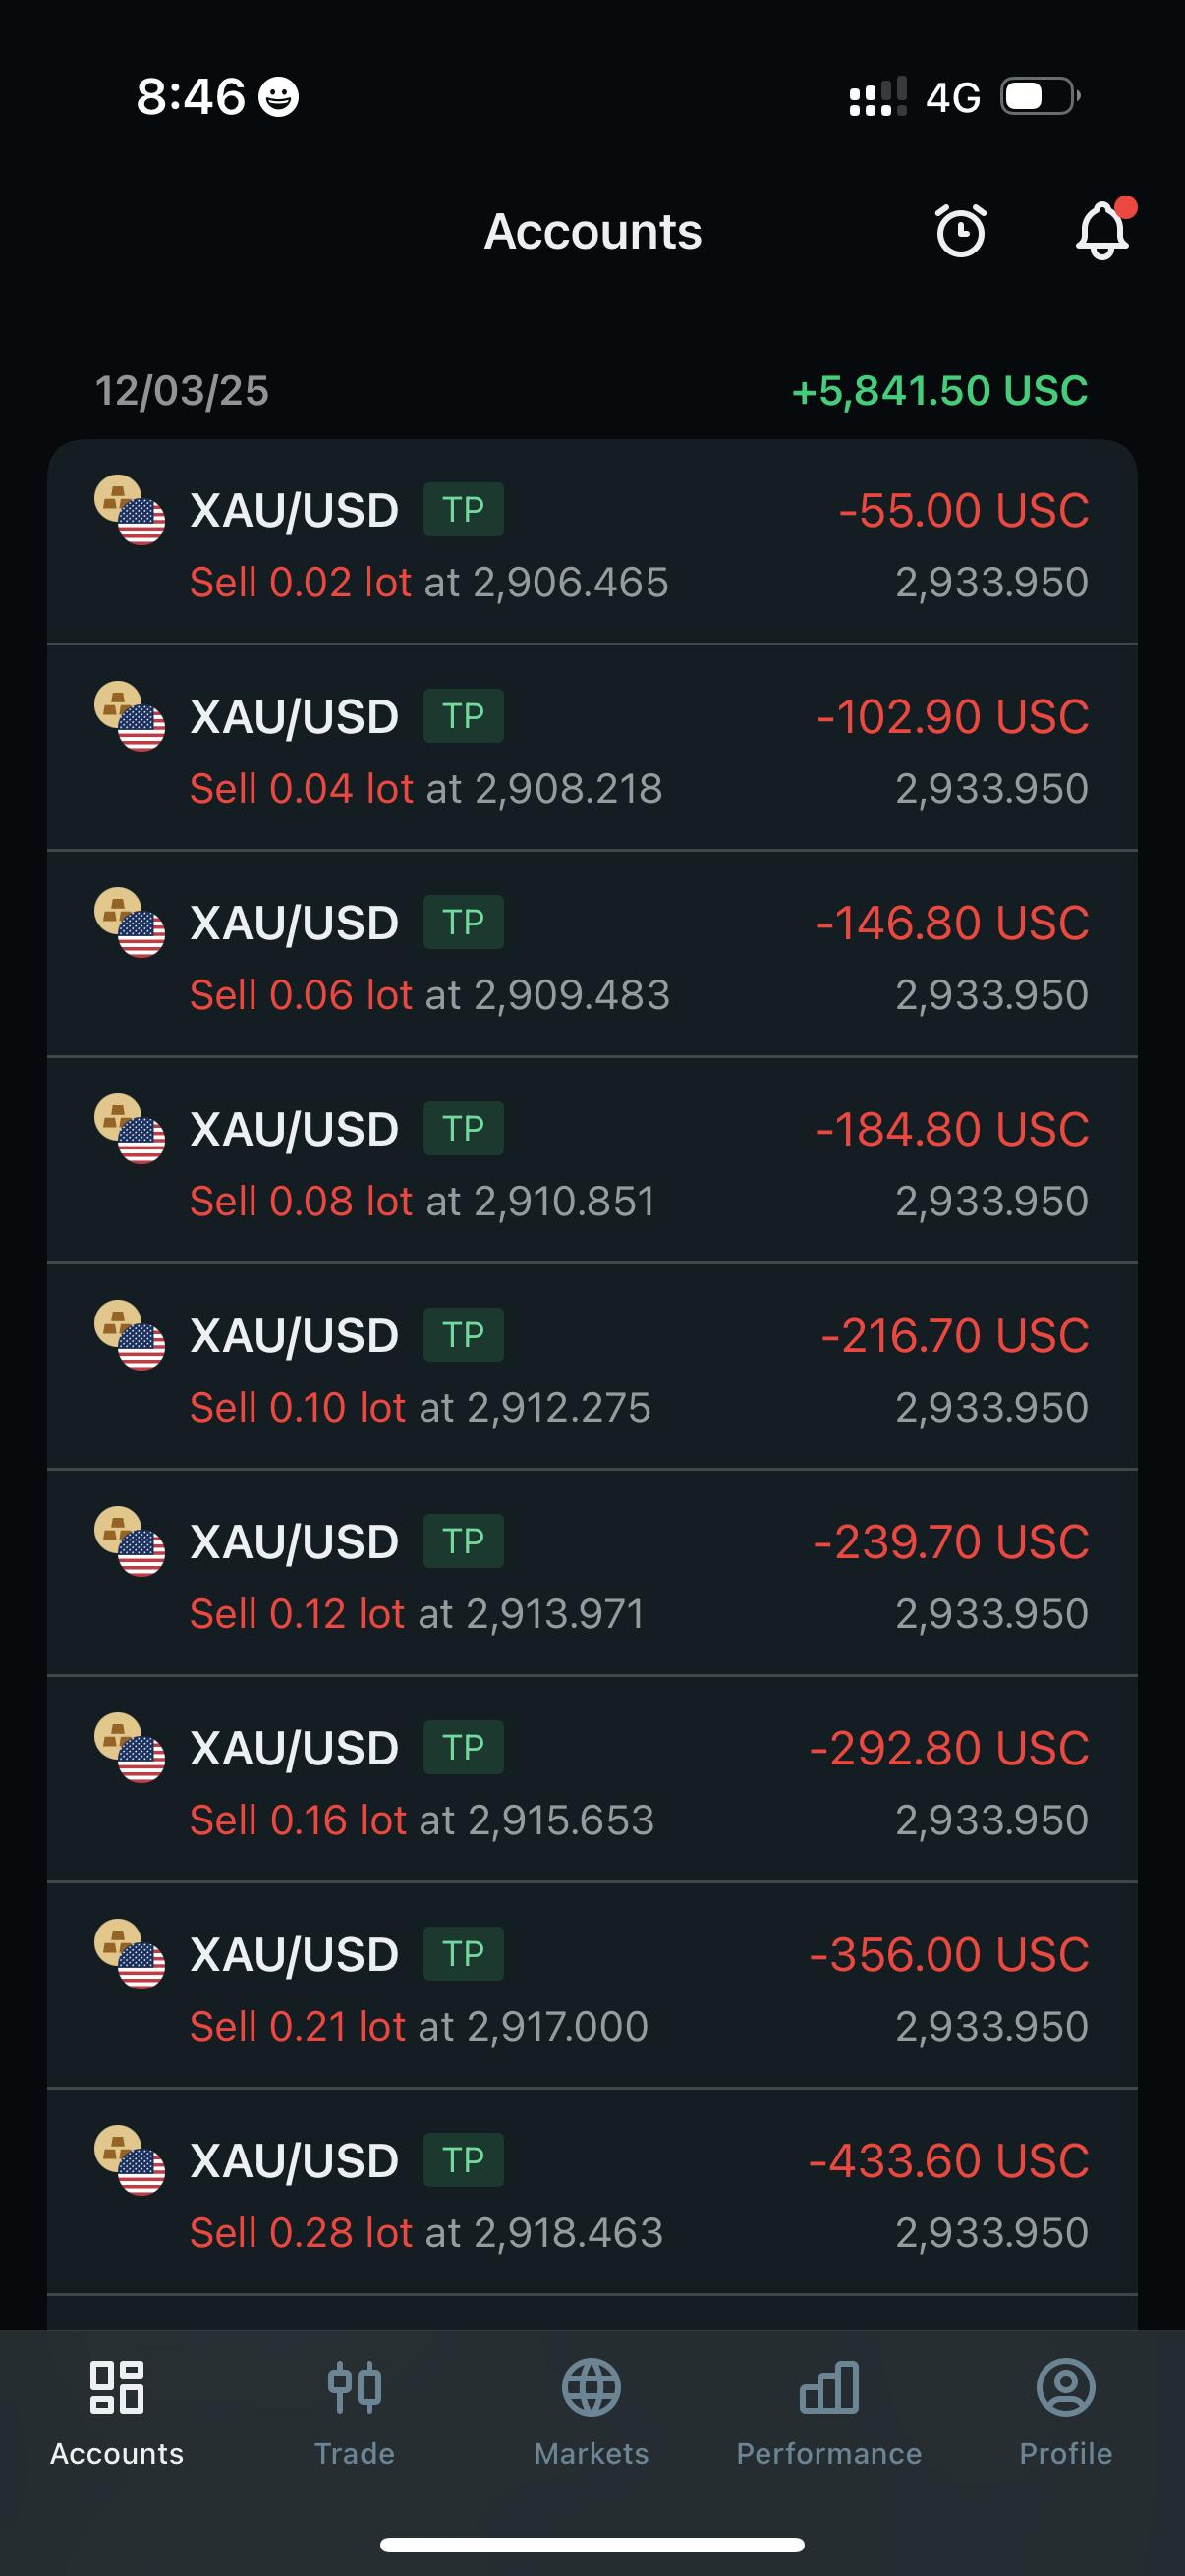 8:46
4G
Accounts
12/03/25 +5,841.50 USC
XAU/USD TP -55.00 USC
Sell 0.02 lot at 2,906.465 2,933.950
XAU/USD TP -102.90 USC
Sell 0.04 lot at 2,908.218 2,933.950
XAU/USD TP -146.80 USC
Sell 0.06 lot at 2,909.483 2,933.950
XAU/USD TP -184.80 USC
Sell 0.08 lot at 2,910.851 2,933.950
XAU/USD TP -216.70 USC
Sell 0.10 lot at 2,912.275 2,933.950
XAU/USD TP -239.70 USC
Sell 0.12 lot at 2,913.971 2,933.950
XAU/USD TP -292.80 USC
Sell 0.16 lot at 2,915.653 2,933.950
XAU/USD TP -356.00 USC
Sell 0.21 lot at 2,917.000 2,933.950
XAU/USD TP -433.60 USC
Sell 0.28 lot at 2,918.463 2,933.950
Accounts Trade Markets Performance Profile